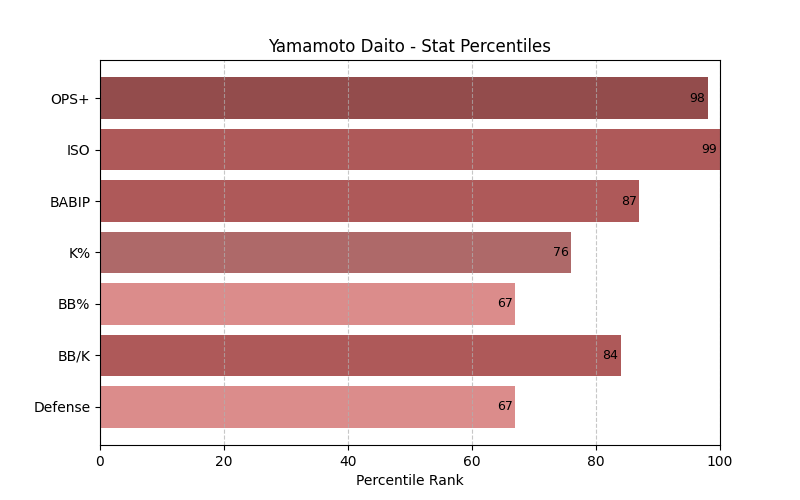 Yamamoto Daito - Stat Percentiles
OPS+ 98
ISO 99
BABIP 87
K% 76
BB% 67
BB/K 84
Defense 67
0 20 40 60 80 100
Percentile Rank